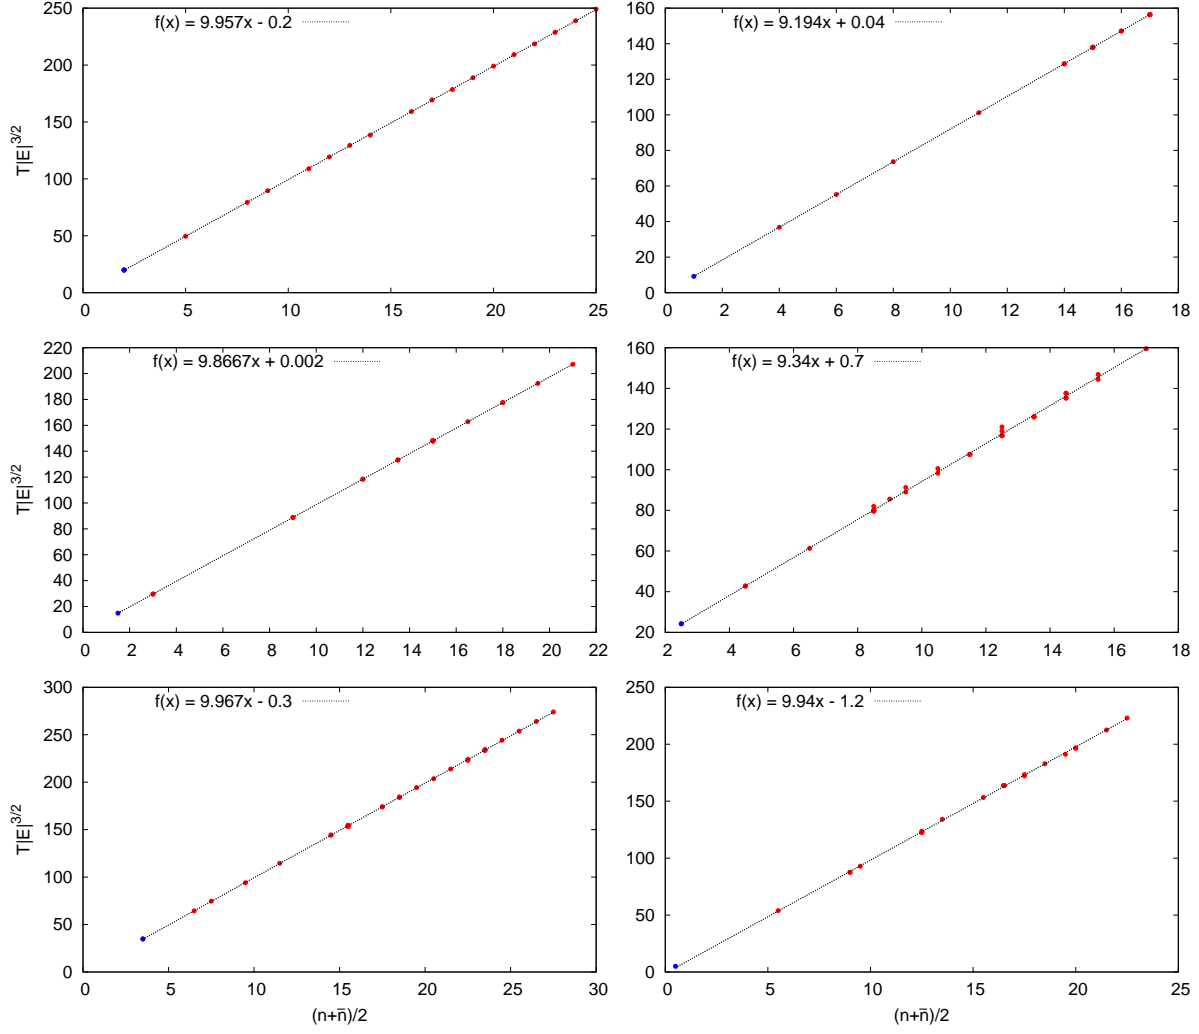 f(x) = 9.957x - 0.2
T|E|^3/2
250
200
150
100
50
0
0 5 10 15 20 25
f(x) = 9.194x + 0.04
160
140
120
100
80
60
40
20
0
0 2 4 6 8 10 12 14 16 18
f(x) = 9.8667x + 0.002
T|E|^3/2
220
200
180
160
140
120
100
80
60
40
20
0
2 4 6 8 10 12 14 16 18 20 22
f(x) = 9.34x + 0.7
160
140
120
100
80
60
40
20
2 4 6 8 10 12 14 16 18
f(x) = 9.967x - 0.3
T|E|^3/2
300
250
200
150
100
50
0
0 5 10 15 20 25 30
(n+n̄)/2
f(x) = 9.94x - 1.2
250
200
150
100
50
0
0 5 10 15 20 25
(n+n̄)/2